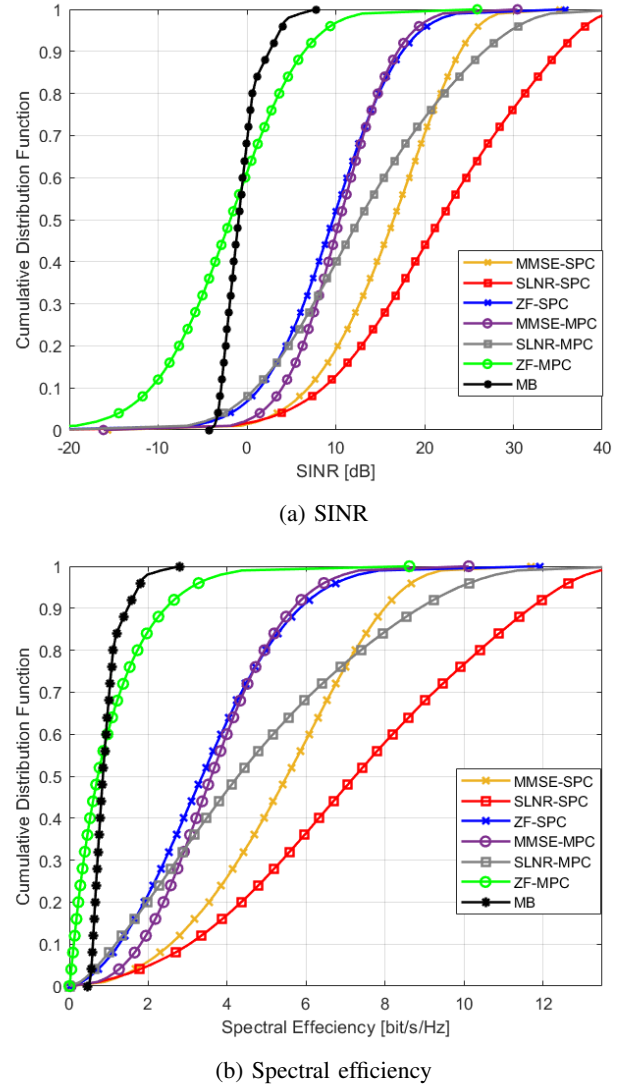 1
0.9
0.8
0.7
0.6
0.5
0.4
0.3
0.2
0.1
0
Cumulative Distribution Function
MMSE-SPC
SLNR-SPC
ZF-SPC
MMSE-MPC
SLNR-MPC
ZF-MPC
MB
-20 -10 0 10 20 30 40
SINR [dB]
(a) SINR
1
0.9
0.8
0.7
0.6
0.5
0.4
0.3
0.2
0.1
0
Cumulative Distribution Function
MMSE-SPC
SLNR-SPC
ZF-SPC
MMSE-MPC
SLNR-MPC
ZF-MPC
MB
0 2 4 6 8 10 12
Spectral Effeciency [bit/s/Hz]
(b) Spectral efficiency